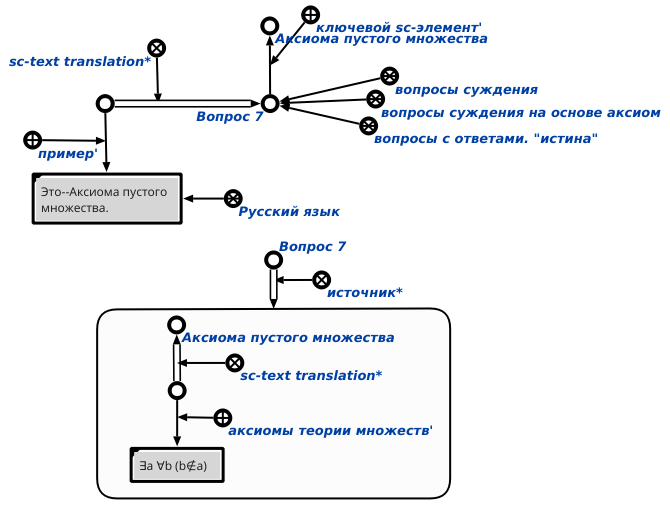 ключевой sc-элемент'
Аксиома пустого множества
sc-text translation*
вопросы суждения
вопросы суждения на основе аксиом
Вопрос 7
вопросы с ответами. "истина"
пример'
Это--Аксиома пустого
множества.
Русский язык
Вопрос 7
источник*
Аксиома пустого множества
sc-text translation*
аксиомы теории множеств'
∃a ∀b (b∉a)